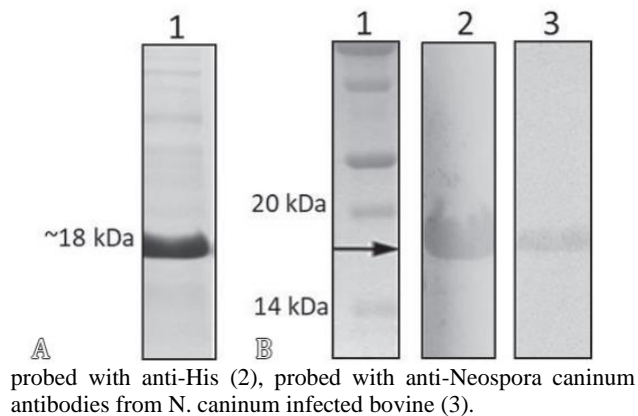 1
1
2
3
20 kDa
~18 kDa
14 kDa
A
B
probed with anti-His (2), probed with anti-Neospora caninum
antibodies from N. caninum infected bovine (3).